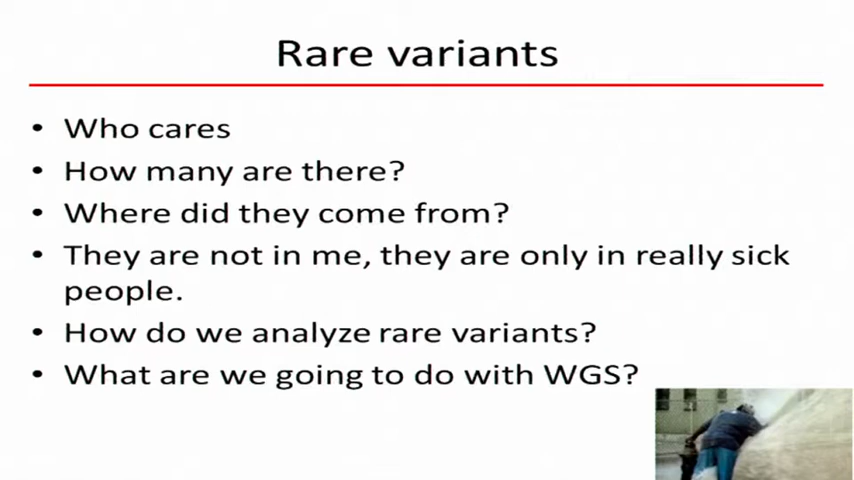 Rare variants
• Who cares
• How many are there?
• Where did they come from?
• They are not in me, they are only in really sick
people.
• How do we analyze rare variants?
• What are we going to do with WGS?